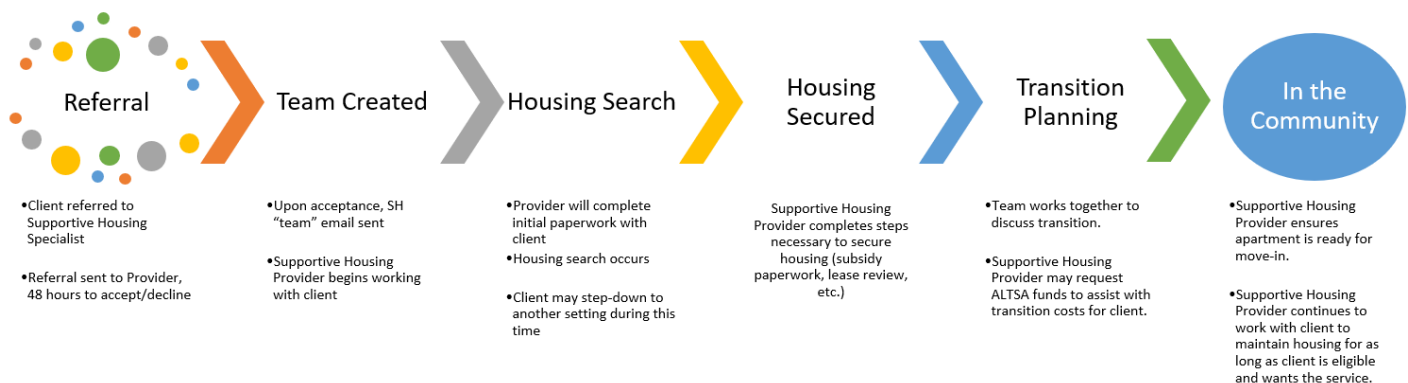 Referral
•Client referred to
Supportive Housing
Specialist
•Referral sent to Provider,
48 hours to accept/decline
Team Created
•Upon acceptance, SH
“team” email sent
•Supportive Housing
Provider begins working
with client
Housing Search
•Provider will complete
initial paperwork with
client
•Housing search occurs
•Client may step-down to
another setting during this
time
Housing
Secured
Supportive Housing
Provider completes steps
necessary to secure
housing (subsidy
paperwork, lease review,
etc.)
Transition
Planning
•Team works together to
discuss transition.
•Supportive Housing
Provider may request
ALTSA funds to assist with
transition costs for client.
In the
Community
•Supportive Housing
Provider ensures
apartment is ready for
move-in.
•Supportive Housing
Provider continues to
work with client to
maintain housing for as
long as client is eligible
and wants the service.